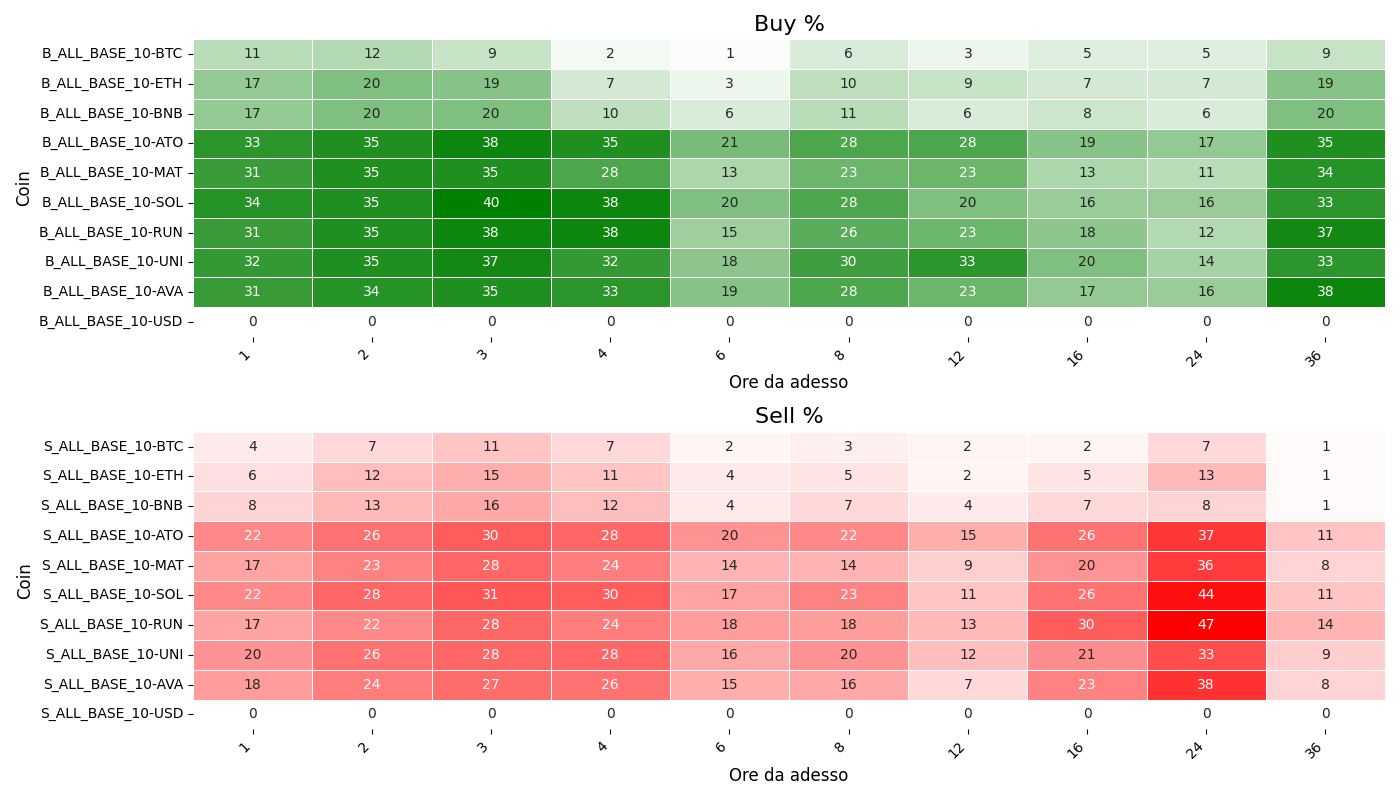 Buy %
Coin
B_ALL_BASE_10-BTC 11 12 9 2 1 6 3 5 5 9
B_ALL_BASE_10-ETH 17 20 19 7 3 10 9 7 7 19
B_ALL_BASE_10-BNB 17 20 20 10 6 11 6 8 6 20
B_ALL_BASE_10-ATO 33 35 38 35 21 28 28 19 17 35
B_ALL_BASE_10-MAT 31 35 35 28 13 23 23 13 11 34
B_ALL_BASE_10-SOL 34 35 40 38 20 28 20 16 16 33
B_ALL_BASE_10-RUN 31 35 38 38 15 26 23 18 12 37
B_ALL_BASE_10-UNI 32 35 37 32 18 30 33 20 14 33
B_ALL_BASE_10-AVA 31 34 35 33 19 28 23 17 16 38
B_ALL_BASE_10-USD 0 0 0 0 0 0 0 0 0 0
1 2 3 4 6 8 12 16 24 36
Ore da adesso
Sell %
Coin
S_ALL_BASE_10-BTC 4 7 11 7 2 3 2 2 7 1
S_ALL_BASE_10-ETH 6 12 15 11 4 5 2 5 13 1
S_ALL_BASE_10-BNB 8 13 16 12 4 7 4 7 8 1
S_ALL_BASE_10-ATO 22 26 30 28 20 22 15 26 37 11
S_ALL_BASE_10-MAT 17 23 28 24 14 14 9 20 36 8
S_ALL_BASE_10-SOL 22 28 31 30 17 23 11 26 44 11
S_ALL_BASE_10-RUN 17 22 28 24 18 18 13 30 47 14
S_ALL_BASE_10-UNI 20 26 28 28 16 20 12 21 33 9
S_ALL_BASE_10-AVA 18 24 27 26 15 16 7 23 38 8
S_ALL_BASE_10-USD 0 0 0 0 0 0 0 0 0 0
1 2 3 4 6 8 12 16 24 36
Ore da adesso